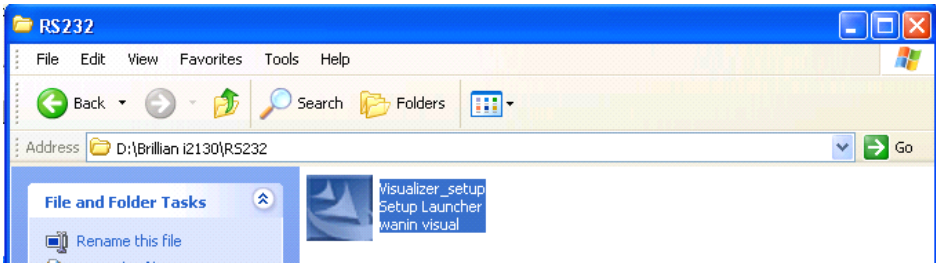 RS232
File Edit View Favorites Tools Help
Back Search Folders
Address D:\Brillian i2130\RS232 Go
Visualizer_setup
Setup Launcher
wanin visual
File and Folder Tasks
Rename this file